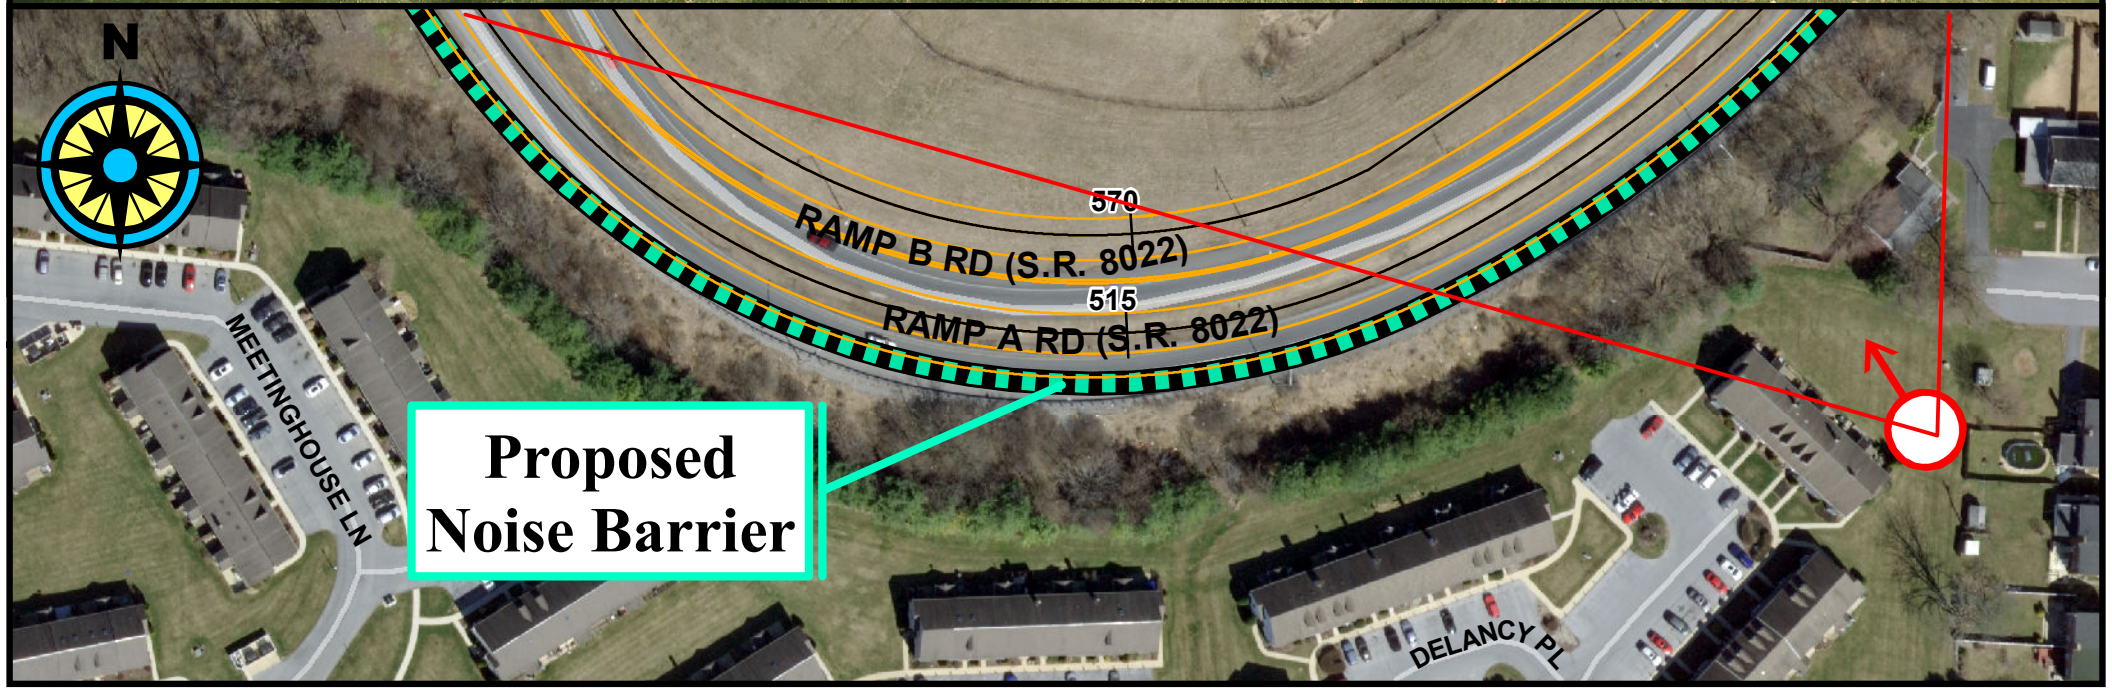 N
570
RAMP B RD (S.R. 8022)
515
RAMP A RD (S.R. 8022)
MEETINGHOUSE LN
Proposed
Noise Barrier
DELANCY PL